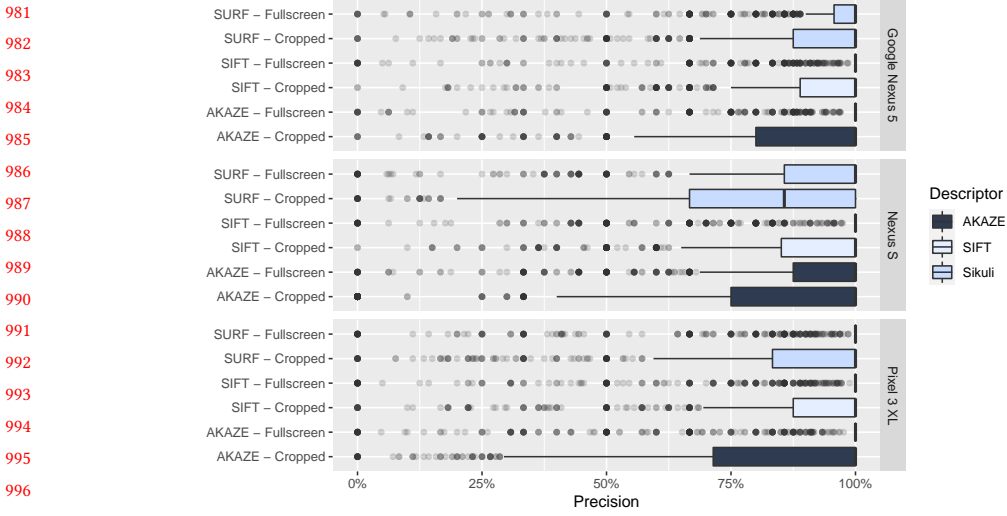 981
982
983
984
985
986
987
988
989
990
991
992
993
994
995
996
SURF – Fullscreen
SURF – Cropped
SIFT – Fullscreen
SIFT – Cropped
AKAZE – Fullscreen
AKAZE – Cropped
Google Nexus 5
SURF – Fullscreen
SURF – Cropped
SIFT – Fullscreen
SIFT – Cropped
AKAZE – Fullscreen
AKAZE – Cropped
Nexus S
SURF – Fullscreen
SURF – Cropped
SIFT – Fullscreen
SIFT – Cropped
AKAZE – Fullscreen
AKAZE – Cropped
Pixel 3 XL
0% 25% 50% 75% 100%
Precision
Descriptor
AKAZE
SIFT
Sikuli